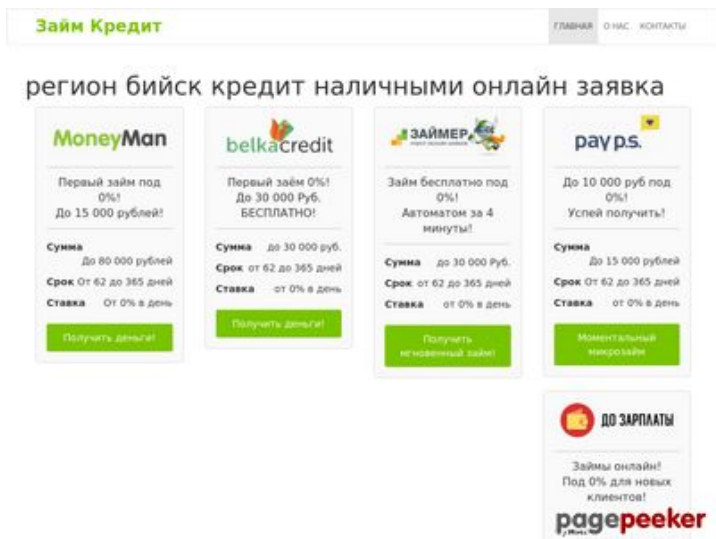 Займ Кредит
ГЛАВНАЯ О НАС. КОНТАКТЫ
регион бийск кредит наличными онлайн заявка
MoneyMan
Первый займ под
0%!
До 15 000 рублей!
Сумма
До 80 000 рублей
Срок От 62 до 365 дней
Ставка От 0% в день
Получить деньги!
belkacredit
Первый заём 0%!
До 30 000 Руб.
БЕСПЛАТНО!
Сумма до 30 000 руб.
Срок от 62 до 365 дней
Ставка от 0% в день
Получить деньги!
ЗАЙМЕР
Займ бесплатно под
0%!
Автоматом за 4
минуты!
Сумма до 30 000 Руб.
Срок от 62 до 365 дней
Ставка от 0% в день
Получить
мгновенный займ!
pay p.s.
До 10 000 руб под
0%!
Успей получить!
Сумма
До 15 000 рублей
Срок От 62 до 365 дней
Ставка от 0% в день
Моментальный
микрозайм
ДО ЗАРПЛАТЫ
Займы онлайн!
Под 0% для новых
клиентов!
pagepeeker